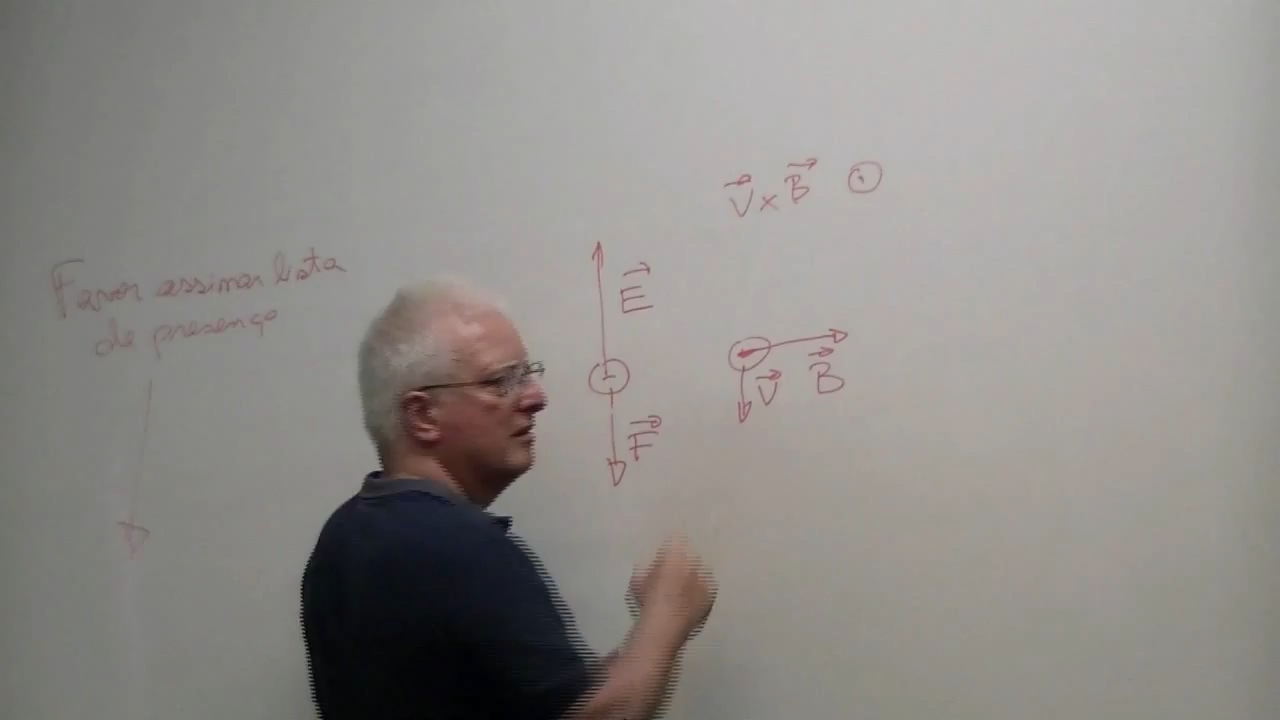 Favor assinar lista
de presença
V x B
E
F
V B